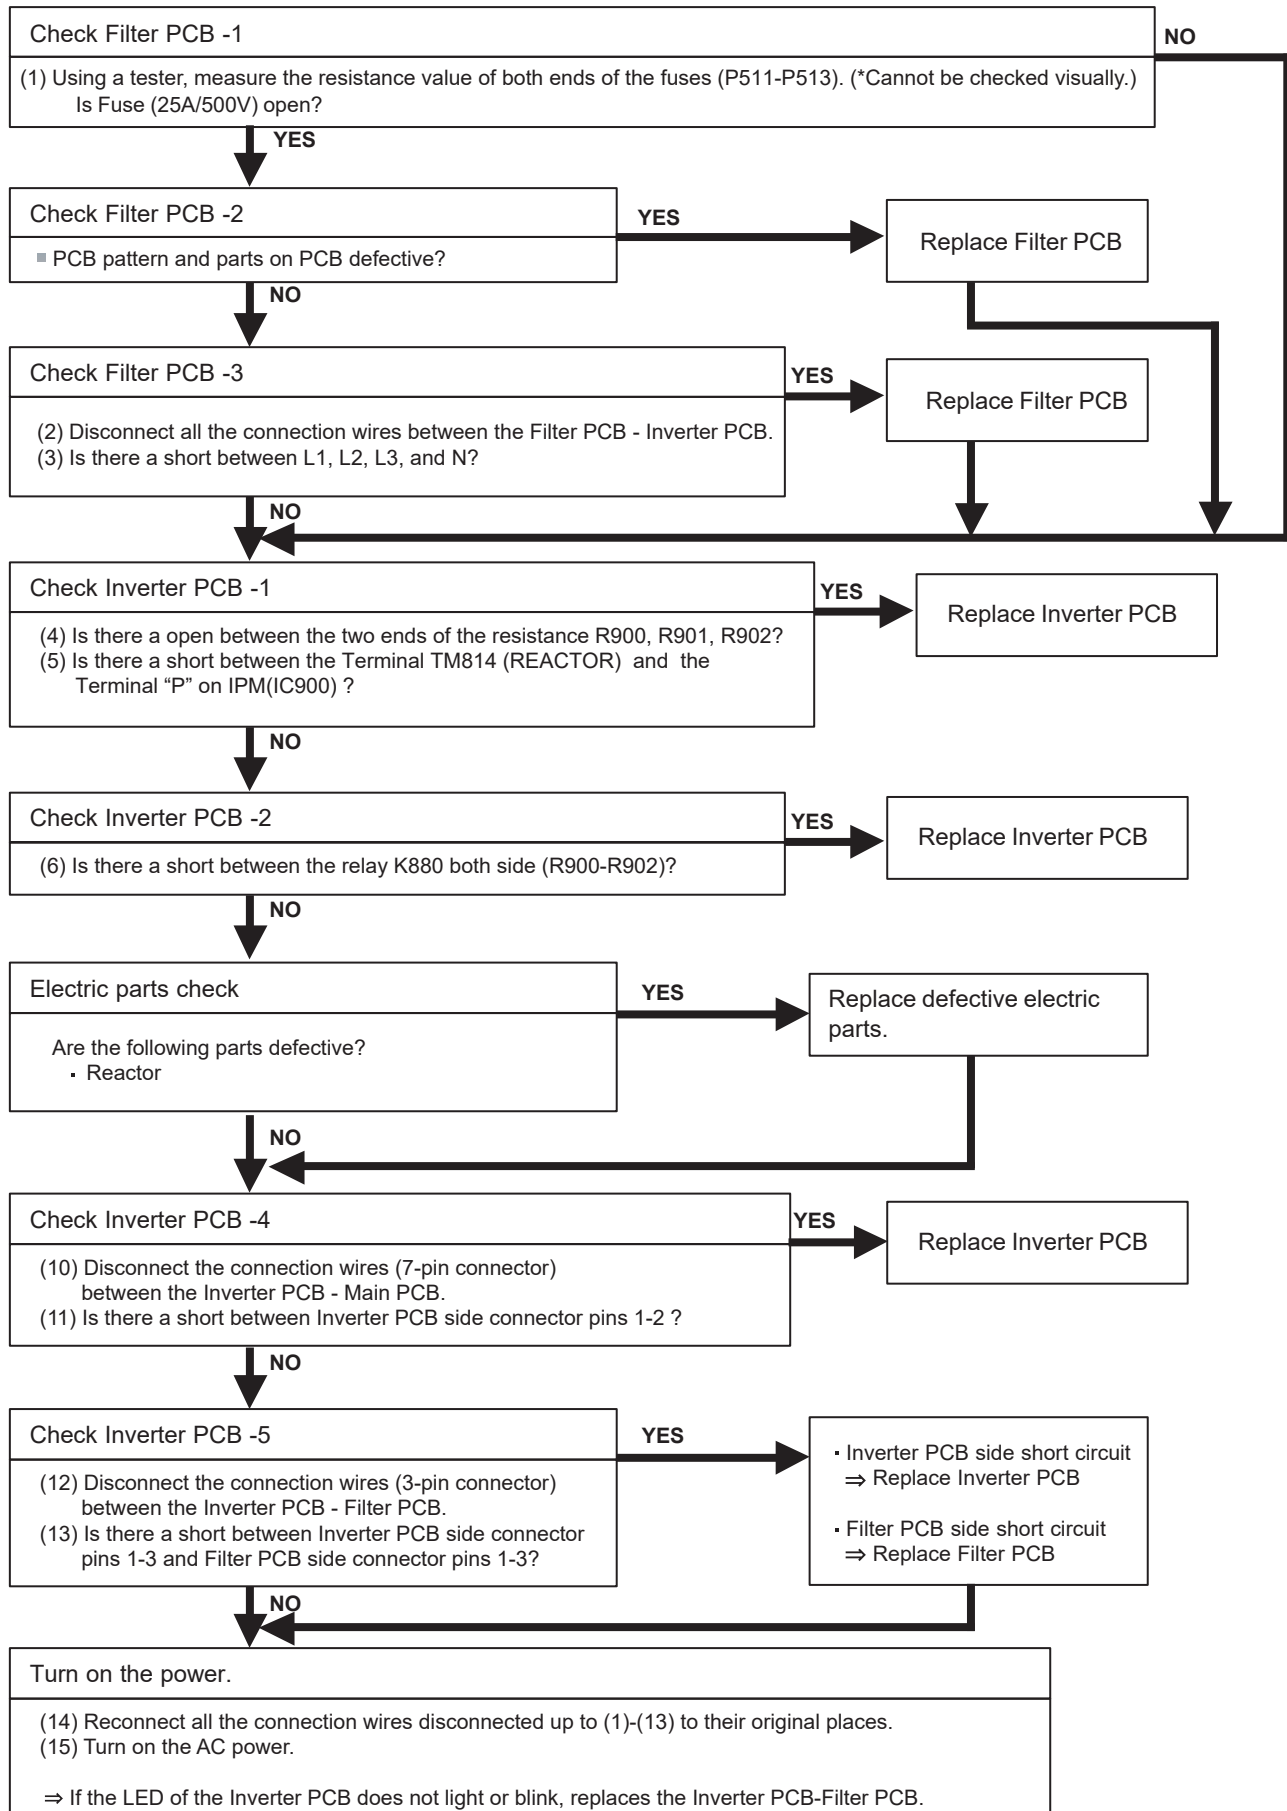 Check Filter PCB -1
NO
(1) Using a tester, measure the resistance value of both ends of the fuses (P511-P513). (*Cannot be checked visually.)
Is Fuse (25A/500V) open?
YES
Check Filter PCB -2
YES
Replace Filter PCB
■ PCB pattern and parts on PCB defective?
NO
Check Filter PCB -3
YES
Replace Filter PCB
(2) Disconnect all the connection wires between the Filter PCB - Inverter PCB.
(3) Is there a short between L1, L2, L3, and N?
NO
Check Inverter PCB -1
YES
Replace Inverter PCB
(4) Is there a open between the two ends of the resistance R900, R901, R902?
(5) Is there a short between the Terminal TM814 (REACTOR) and the
Terminal “P” on IPM(IC900) ?
NO
Check Inverter PCB -2
YES
Replace Inverter PCB
(6) Is there a short between the relay K880 both side (R900-R902)?
NO
Electric parts check
YES
Replace defective electric
parts.
Are the following parts defective?
· Reactor
NO
Check Inverter PCB -4
YES
Replace Inverter PCB
(10) Disconnect the connection wires (7-pin connector)
between the Inverter PCB - Main PCB.
(11) Is there a short between Inverter PCB side connector pins 1-2 ?
NO
Check Inverter PCB -5
YES
(12) Disconnect the connection wires (3-pin connector)
between the Inverter PCB - Filter PCB.
(13) Is there a short between Inverter PCB side connector
pins 1-3 and Filter PCB side connector pins 1-3?
· Inverter PCB side short circuit
⇒ Replace Inverter PCB
· Filter PCB side short circuit
⇒ Replace Filter PCB
NO
Turn on the power.
(14) Reconnect all the connection wires disconnected up to (1)-(13) to their original places.
(15) Turn on the AC power.
⇒ If the LED of the Inverter PCB does not light or blink, replaces the Inverter PCB-Filter PCB.